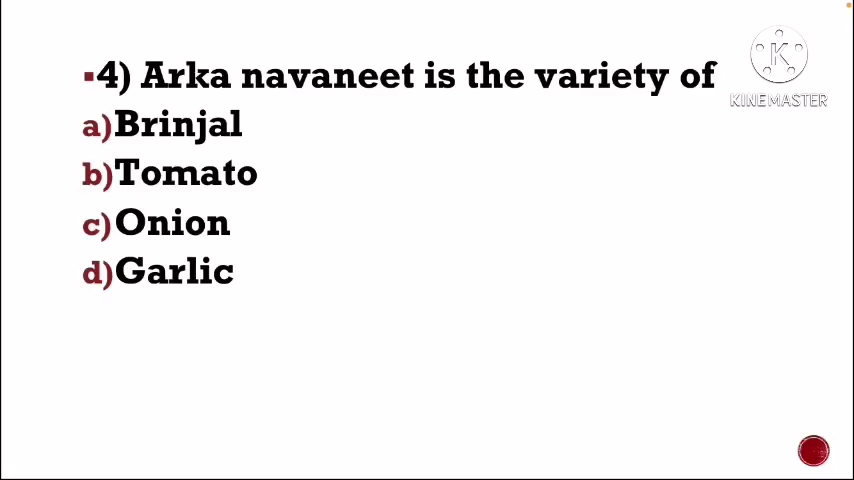 ▪4) Arka navaneet is the variety of
a)Brinjal
b)Tomato
c)Onion
d)Garlic
K
KINEMASTER